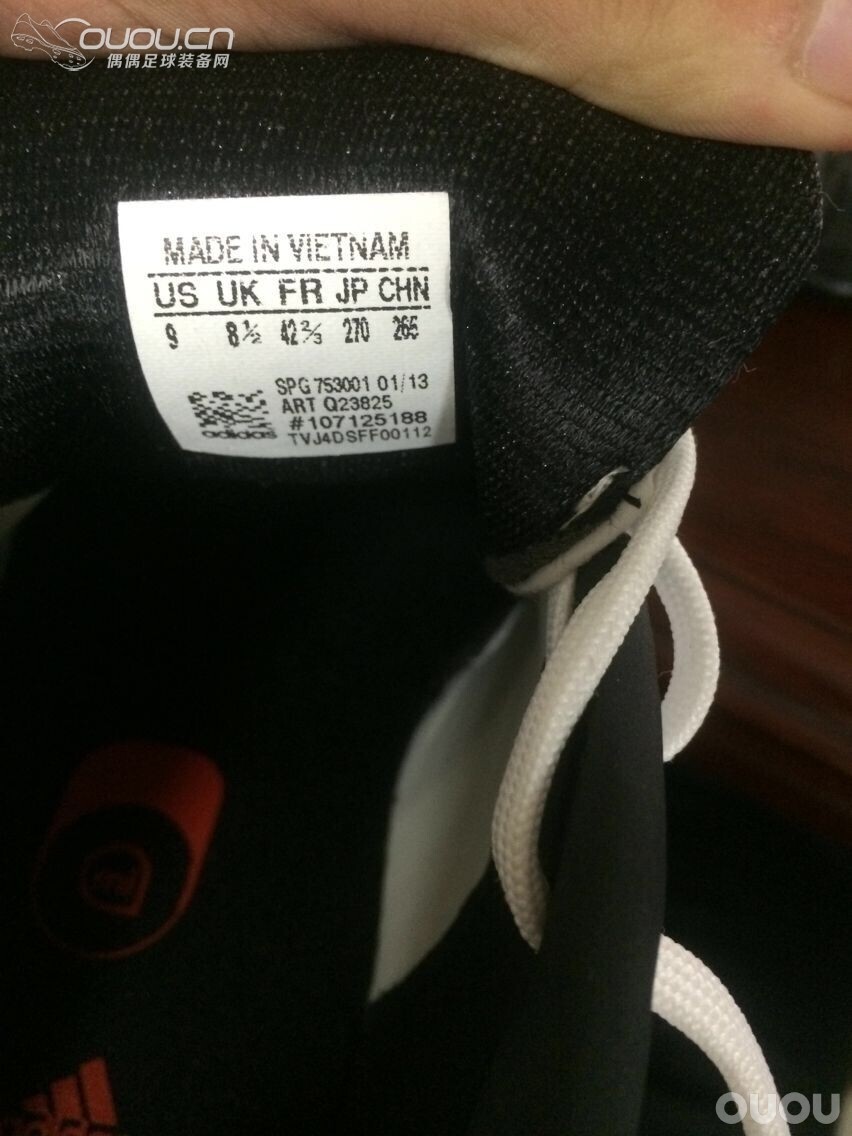 OUOU.CN
偶偶足球装备网
MADE IN VIETNAM
US UK FR JP CHN
9 8½ 42⅔ 270 265
SPG 753001 01/13
ART Q23825
#107125188
adidas TVJ4DSFF00112
adidas
OUOU